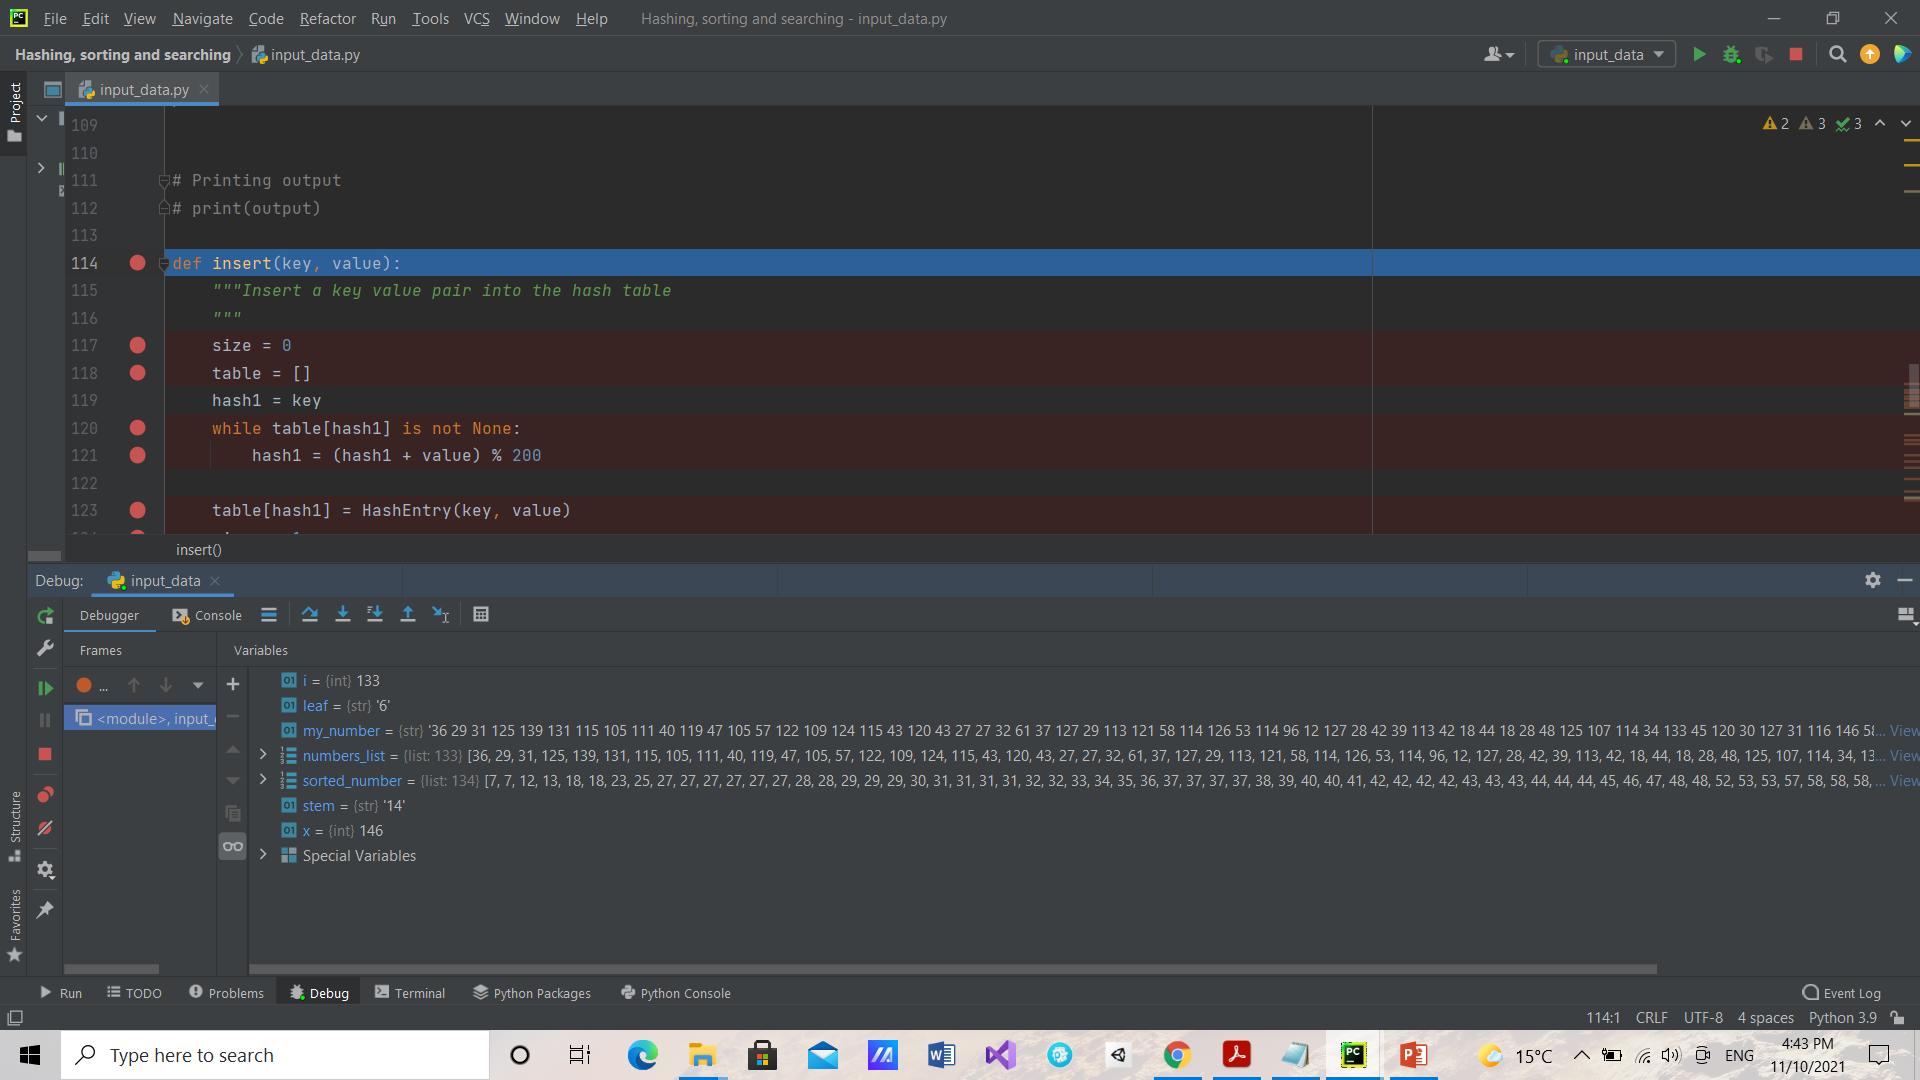 File Edit View Navigate Code Refactor Run Tools VCS Window Help Hashing, sorting and searching - input_data.py
Hashing, sorting and searching input_data.py input_data
Project
input_data.py
2 3 3
109
110
111 # Printing output
112 # print(output)
113
114 def insert(key, value):
115 """Insert a key value pair into the hash table
116 """
117 size = 0
118 table = []
119 hash1 = key
120 while table[hash1] is not None:
121 hash1 = (hash1 + value) % 200
122
123 table[hash1] = HashEntry(key, value)
insert()
Debug: input_data
Debugger Console
Frames Variables
i = {int} 133
leaf = {str} '6'
<module>, input_
my_number = {str} '36 29 31 125 139 131 115 105 111 40 119 47 105 57 122 109 124 115 43 120 43 27 27 32 61 37 127 29 113 121 58 114 126 53 114 96 12 127 28 42 39 113 42 18 44 18 28 48 125 107 114 34 133 45 120 30 127 31 116 146 58... View
numbers_list = {list: 133} [36, 29, 31, 125, 139, 131, 115, 105, 111, 40, 119, 47, 105, 57, 122, 109, 124, 115, 43, 120, 43, 27, 27, 32, 61, 37, 127, 29, 113, 121, 58, 114, 126, 53, 114, 96, 12, 127, 28, 42, 39, 113, 42, 18, 44, 18, 28, 48, 125, 107, 114, 34, 13... View
sorted_number = {list: 134} [7, 7, 12, 13, 18, 18, 23, 25, 27, 27, 27, 27, 27, 27, 28, 28, 29, 29, 29, 30, 31, 31, 31, 31, 32, 32, 33, 34, 35, 36, 37, 37, 37, 37, 38, 39, 40, 40, 41, 42, 42, 42, 42, 43, 43, 43, 44, 44, 44, 45, 46, 47, 48, 48, 52, 53, 53, 57, 58, 58, 58,... View
stem = {str} '14'
x = {int} 146
Special Variables
Structure
Favorites
Run TODO Problems Debug Terminal Python Packages Python Console Event Log
114:1 CRLF UTF-8 4 spaces Python 3.9
Type here to search
15°C ENG
4:43 PM
11/10/2021